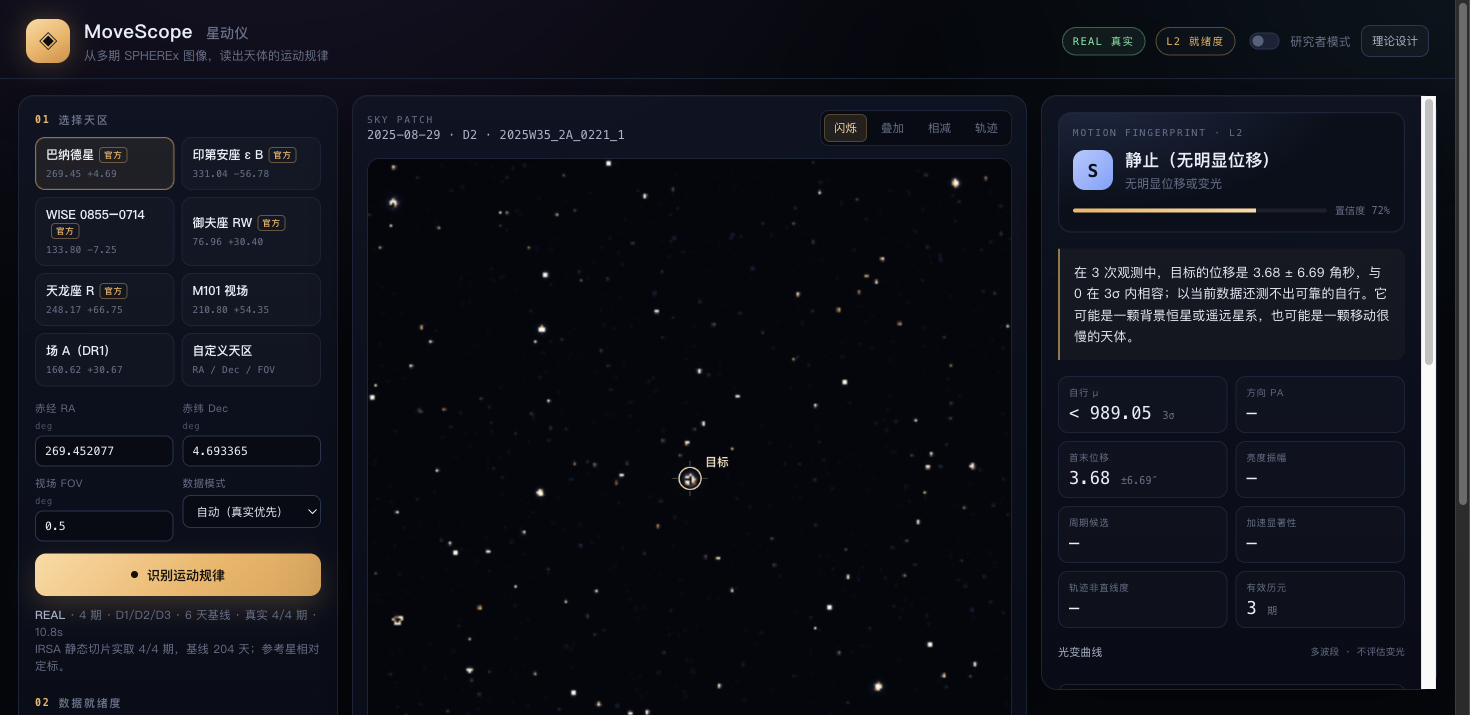 MoveScope 星动仪
从多期 SPHEREx 图像，读出天体的运动规律
REAL 真实
L2 就绪度
研究者模式
理论设计
01 选择天区
巴纳德星 官方
269.45 +4.69
印第安座 ε B 官方
331.04 −56.78
WISE 0855−0714
官方
133.80 −7.25
御夫座 RW 官方
76.96 +30.40
天龙座 R 官方
248.17 +66.75
M101 视场
210.80 +54.35
场 A（DR1）
160.62 +30.67
自定义天区
RA / Dec / FOV
赤经 RA
deg
269.452077
赤纬 Dec
deg
4.693365
视场 FOV
deg
0.5
数据模式
自动（真实优先）
识别运动规律
REAL · 4 期 · D1/D2/D3 · 6 天基线 · 真实 4/4 期 ·
10.8s
IRSA 静态切片实取 4/4 期，基线 204 天；参考星相对
定标。
02 数据就绪度
SKY PATCH
2025-08-29 · D2 · 2025W35_2A_0221_1
闪烁
叠加
相减
轨迹
目标
MOTION FINGERPRINT · L2
S
静止（无明显位移）
无明显位移或变光
置信度 72%
在 3 次观测中，目标的位移是 3.68 ± 6.69 角秒，与
0 在 3σ 内相容；以当前数据还测不出可靠的自行。它
可能是一颗背景恒星或遥远星系，也可能是一颗移动很
慢的天体。
自行 μ
< 989.05 3σ
方向 PA
—
首末位移
3.68 ±6.69″
亮度振幅
—
周期候选
—
加速显著性
—
轨迹非直线度
—
有效历元
3 期
光变曲线
多波段 · 不评估变光